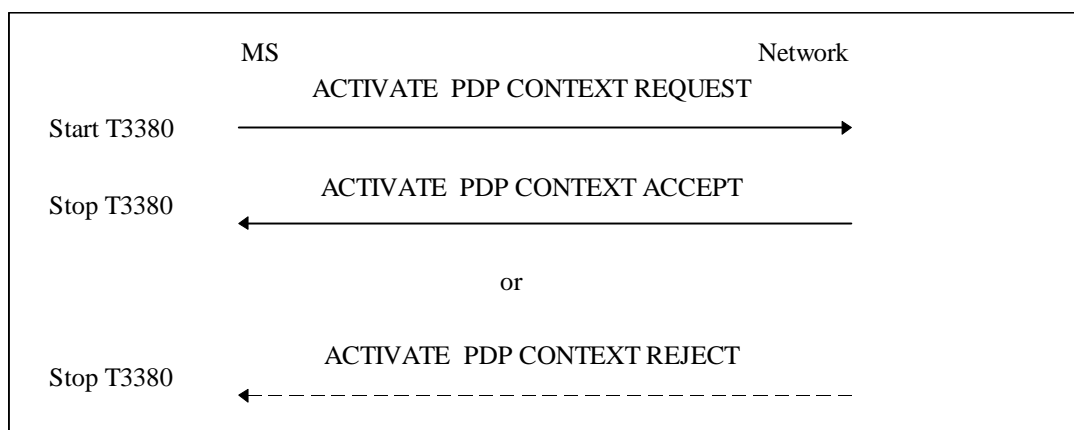 MS Network
ACTIVATE PDP CONTEXT REQUEST
Start T3380
ACTIVATE PDP CONTEXT ACCEPT
Stop T3380
or
ACTIVATE PDP CONTEXT REJECT
Stop T3380